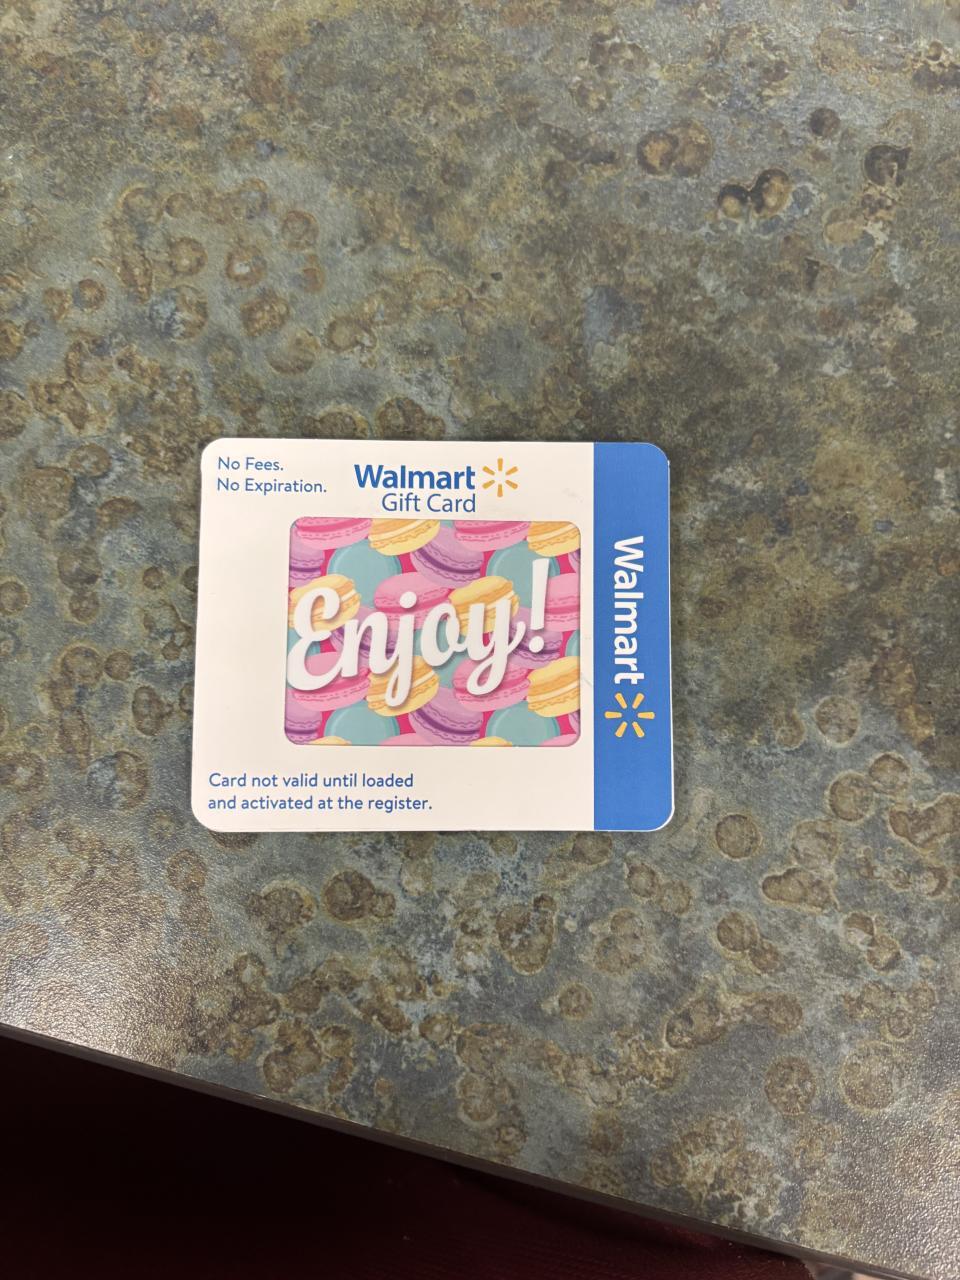 No Fees.
No Expiration.
Walmart
Gift Card
Enjoy!
Card not valid until loaded
and activated at the register.
Walmart